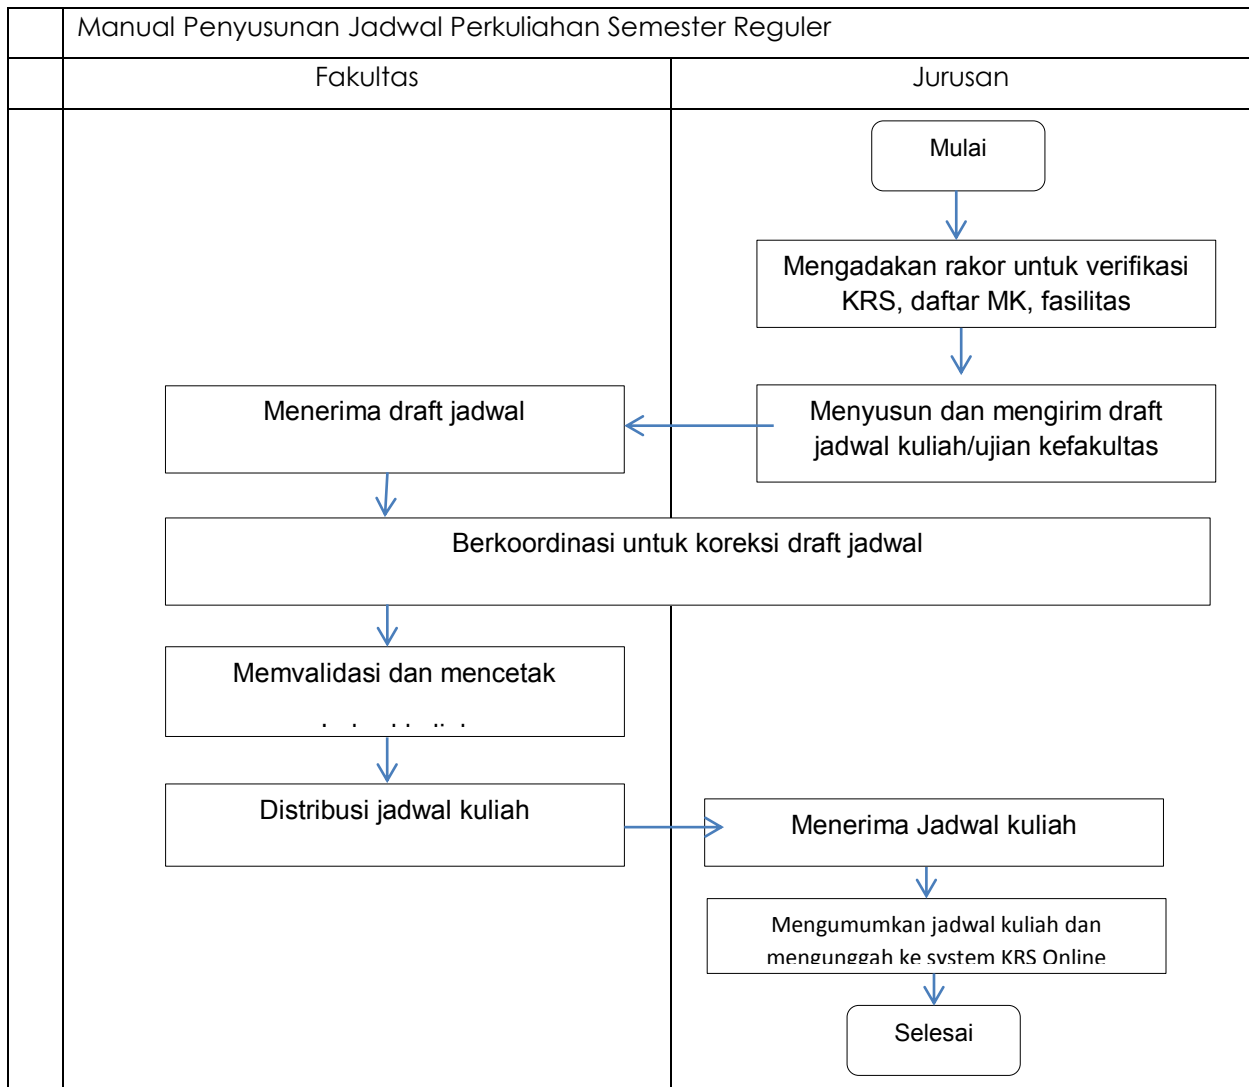 Manual Penyusunan Jadwal Perkuliahan Semester Reguler
Fakultas
Jurusan
Mulai
Mengadakan rakor untuk verifikasi
KRS, daftar MK, fasilitas
Menyusun dan mengirim draft
jadwal kuliah/ujian kefakultas
Menerima draft jadwal
Berkoordinasi untuk koreksi draft jadwal
Memvalidasi dan mencetak
Distribusi jadwal kuliah
Menerima Jadwal kuliah
Mengumumkan jadwal kuliah dan
mengunggah ke system KRS Online
Selesai